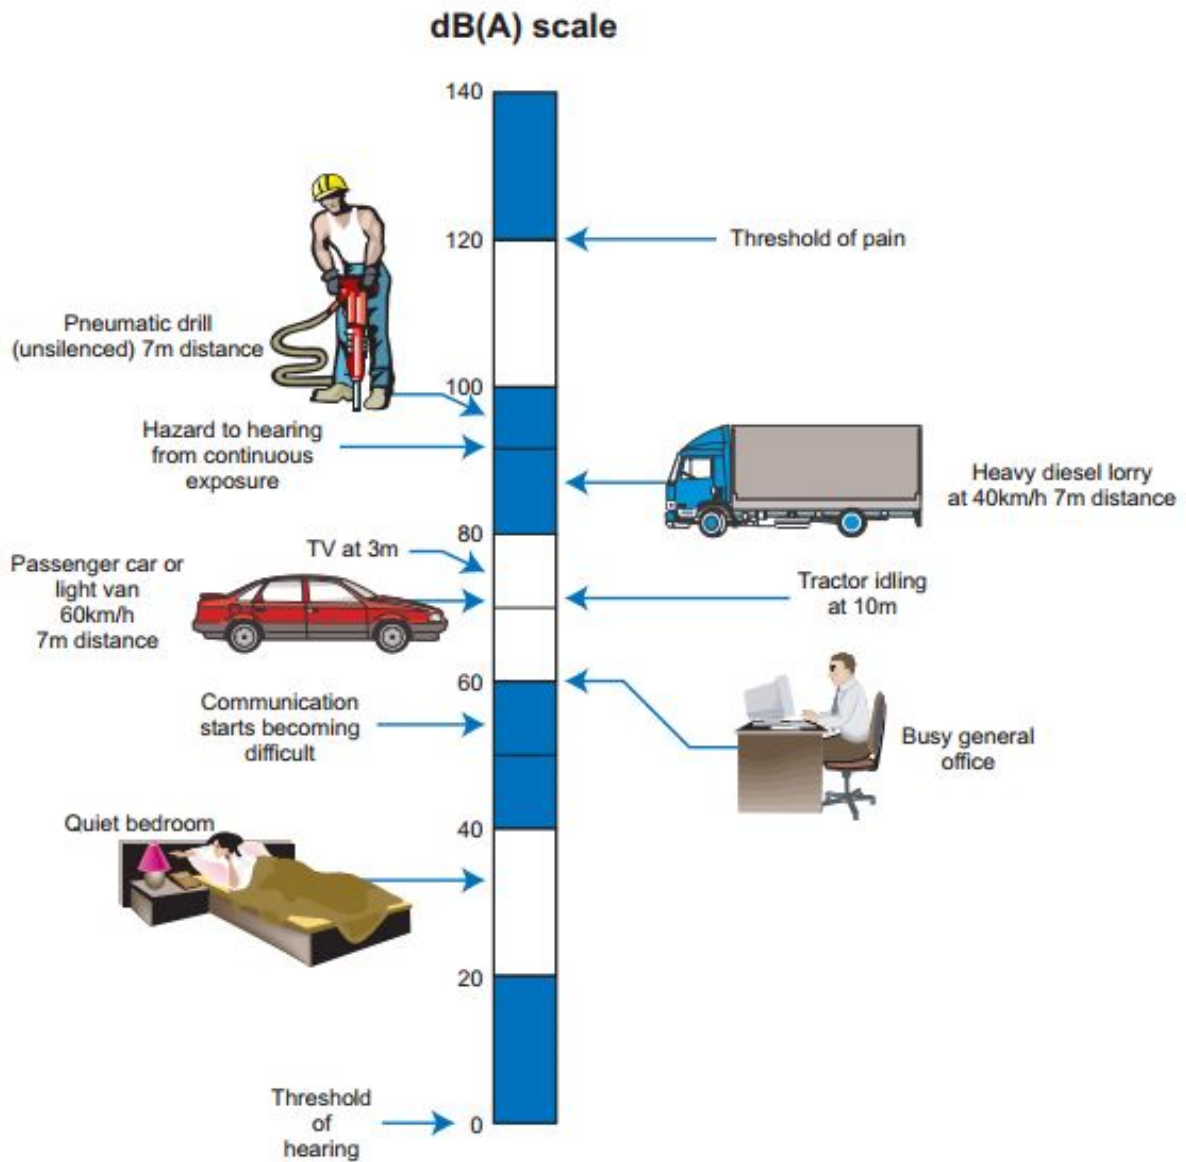 dB(A) scale
140
120
Threshold of pain
Pneumatic drill
(unsilenced) 7m distance
100
Hazard to hearing
from continuous
exposure
Heavy diesel lorry
at 40km/h 7m distance
80
TV at 3m
Passenger car or
light van
60km/h
7m distance
Tractor idling
at 10m
60
Communication
starts becoming
difficult
Busy general
office
Quiet bedroom
40
20
Threshold
of
hearing
0